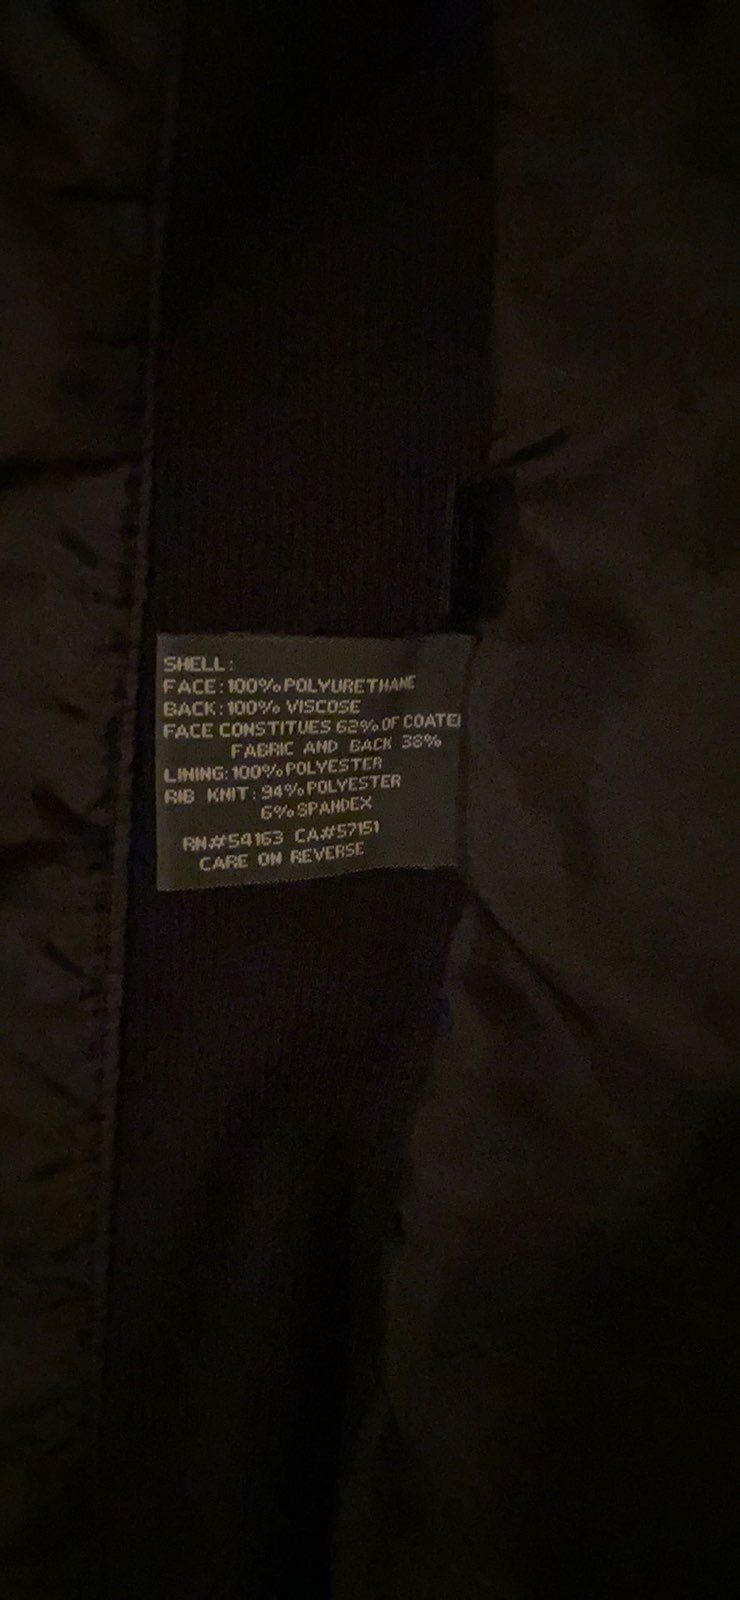 SHELL:
FACE:100%POLYURETHANE
BACK:100% VISCOSE
FACE CONSTITUES 62% OF COATE
FABRIC AND BACK 38%
LINING:100%POLYESTER
RIB KNIT:94%POLYESTER
6%SPANDEX
RN#54163 CA#57151
CARE ON REVERSE